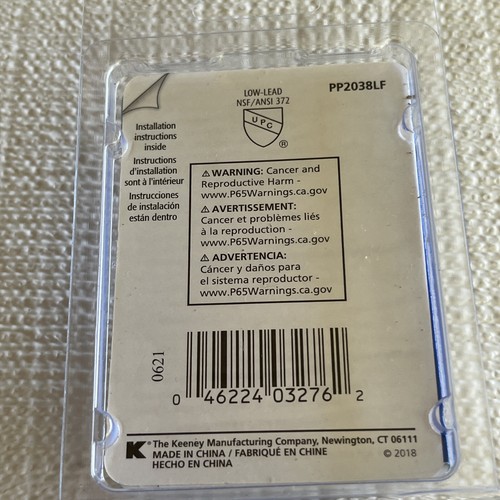 LOW-LEAD
NSF/ANSI 372
PP2038LF
UPC
®
Installation
instructions
inside
Instructions
d'installation
sont à l'intérieur
Instrucciones
de instalación
están dentro
⚠ WARNING: Cancer and
Reproductive Harm -
www.P65Warnings.ca.gov
⚠ AVERTISSEMENT:
Cancer et problèmes liés
à la reproduction -
www.P65Warnings.ca.gov
⚠ ADVERTENCIA:
Cáncer y daños para
el sistema reproductor -
www.P65Warnings.ca.gov
0621
0 46224 03276 2
K® The Keeney Manufacturing Company, Newington, CT 06111
MADE IN CHINA / FABRIQUÉ EN CHINE
HECHO EN CHINA
© 2018